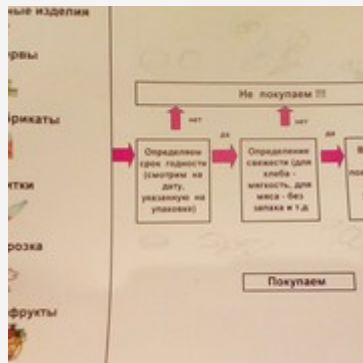 ные изделия
рвы
брикаты
тки
розка
фрукты
Не покупаем !!!
нет
нет
да
да
Определяем
срок годности
(смотрим на
дату,
указанную на
упаковке)
Определение
свежести (для
хлеба -
мягкость, для
мяса - без
запаха и т.д
Покупаем